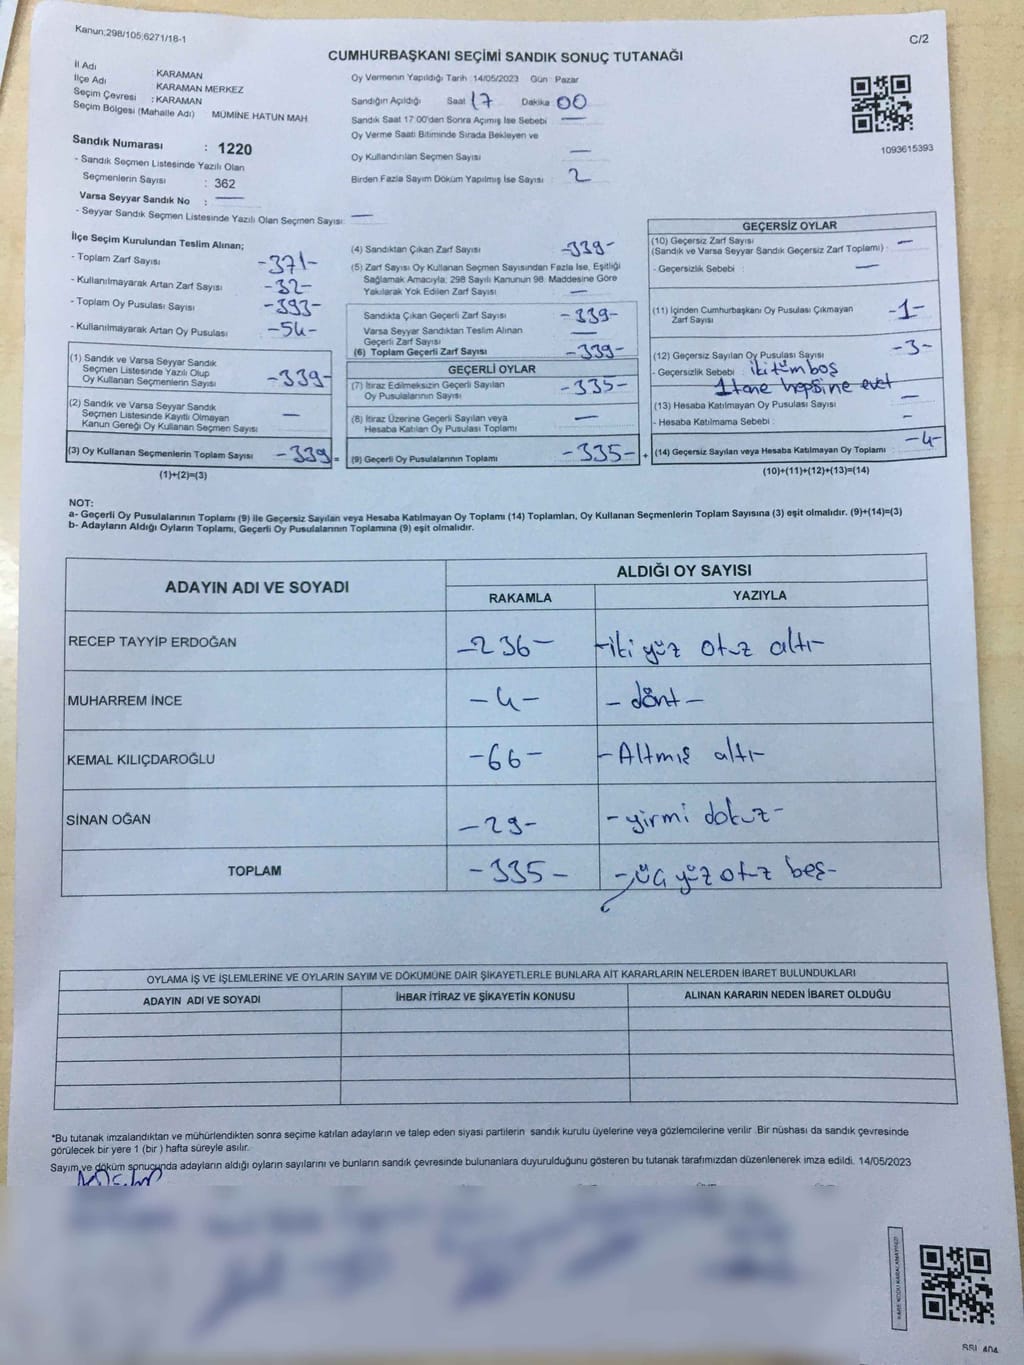 Kanun;298/105;6271/18-1
C/2
CUMHURBAŞKANI SEÇİMİ SANDIK SONUÇ TUTANAĞI
İl Adı : KARAMAN
İlçe Adı : KARAMAN MERKEZ
Seçim Çevresi : KARAMAN
Seçim Bölgesi (Mahalle Adı) MÜMİNE HATUN MAH
Oy Vermenin Yapıldığı Tarih :14/05/2023 Gün : Pazar
Sandığın Açıldığı Saat 17 Dakika 00
Sandık Saat 17:00'den Sonra Açımış İse Sebebi —
Oy Verme Saati Bitiminde Sırada Bekleyen ve
Oy Kullandırılan Seçmen Sayısı —
Birden Fazla Sayım Döküm Yapılmış İse Sayısı : 2
1093615393
Sandık Numarası : 1220
- Sandık Seçmen Listesinde Yazılı Olan
Seçmenlerin Sayısı : 362
Varsa Seyyar Sandık No : —
- Seyyar Sandık Seçmen Listesinde Yazılı Olan Seçmen Sayısı: —
İlçe Seçim Kurulundan Teslim Alınan;
- Toplam Zarf Sayısı -371-
- Kullanılmayarak Artan Zarf Sayısı -32-
- Toplam Oy Pusulası Sayısı -393-
- Kullanılmayarak Artan Oy Pusulası -54-
(1) Sandık ve Varsa Seyyar Sandık
Seçmen Listesinde Yazılı Olup
Oy Kullanan Seçmenlerin Sayısı -339-
(2) Sandık ve Varsa Seyyar Sandık
Seçmen Listesinde Kayıtlı Olmayan
Kanun Gereği Oy Kullanan Seçmen Sayısı —
(3) Oy Kullanan Seçmenlerin Toplam Sayısı -339- =
(1)+(2)=(3)
(4) Sandıktan Çıkan Zarf Sayısı -339-
(5) Zarf Sayısı Oy Kullanan Seçmen Sayısından Fazla İse, Eşitliği
Sağlamak Amacıyla; 298 Sayılı Kanunun 98. Maddesine Göre
Yakılarak Yok Edilen Zarf Sayısı —
Sandıkta Çıkan Geçerli Zarf Sayısı -339-
Varsa Seyyar Sandıktan Teslim Alınan
Geçerli Zarf Sayısı —
(6) Toplam Geçerli Zarf Sayısı -339-
GEÇERLİ OYLAR
(7) İtiraz Edilmeksizin Geçerli Sayılan
Oy Pusulalarının Sayısı -335-
(8) İtiraz Üzerine Geçerli Sayılan veya
Hesaba Katılan Oy Pusulası Toplamı —
(9) Geçerli Oy Pusulalarının Toplamı -335- +
GEÇERSİZ OYLAR
(10) Geçersiz Zarf Sayısı
(Sandık ve Varsa Seyyar Sandık Geçersiz Zarf Toplamı) : —
- Geçersizlik Sebebi : —
(11) İçinden Cumhurbaşkanı Oy Pusulası Çıkmayan
Zarf Sayısı -1-
(12) Geçersiz Sayılan Oy Pusulası Sayısı -3-
- Geçersizlik Sebebi : iki tüm boş
1 tane hepsine evet
(13) Hesaba Katılmayan Oy Pusulası Sayısı —
- Hesaba Katılmama Sebebi : —
(14) Geçersiz Sayılan veya Hesaba Katılmayan Oy Toplamı -4-
(10)+(11)+(12)+(13)=(14)
NOT:
a- Geçerli Oy Pusulalarının Toplamı (9) ile Geçersiz Sayılan veya Hesaba Katılmayan Oy Toplamı (14) Toplamları, Oy Kullanan Seçmenlerin Toplam Sayısına (3) eşit olmalıdır. (9)+(14)=(3)
b- Adayların Aldığı Oyların Toplamı, Geçerli Oy Pusulalarının Toplamına (9) eşit olmalıdır.
ADAYIN ADI VE SOYADI
ALDIĞI OY SAYISI
RAKAMLA YAZIYLA
RECEP TAYYİP ERDOĞAN -236- -iki yüz otuz altı-
MUHARREM İNCE -4- -dört-
KEMAL KILIÇDAROĞLU -66- -Altmış altı-
SİNAN OĞAN -29- -yirmi dokuz-
TOPLAM -335- -üç yüz otuz beş-
OYLAMA İŞ VE İŞLEMLERİNE VE OYLARIN SAYIM VE DÖKÜMÜNE DAİR ŞİKAYETLERLE BUNLARA AİT KARARLARIN NELERDEN İBARET BULUNDUKLARI
ADAYIN ADI VE SOYADI İHBAR İTİRAZ VE ŞİKAYETİN KONUSU ALINAN KARARIN NEDEN İBARET OLDUĞU
*Bu tutanak imzalandıktan ve mühürlendikten sonra seçime katılan adayların ve talep eden siyasi partilerin sandık kurulu üyelerine veya gözlemcilerine verilir. Bir nüshası da sandık çevresinde
görülecek bir yere 1 (bir) hafta süreyle asılır.
Sayım ve döküm sonucunda adayların aldığı oyların sayılarını ve bunların sandık çevresinde bulunanlara duyurulduğunu gösteren bu tutanak tarafımızdan düzenlenerek imza edildi. 14/05/2023